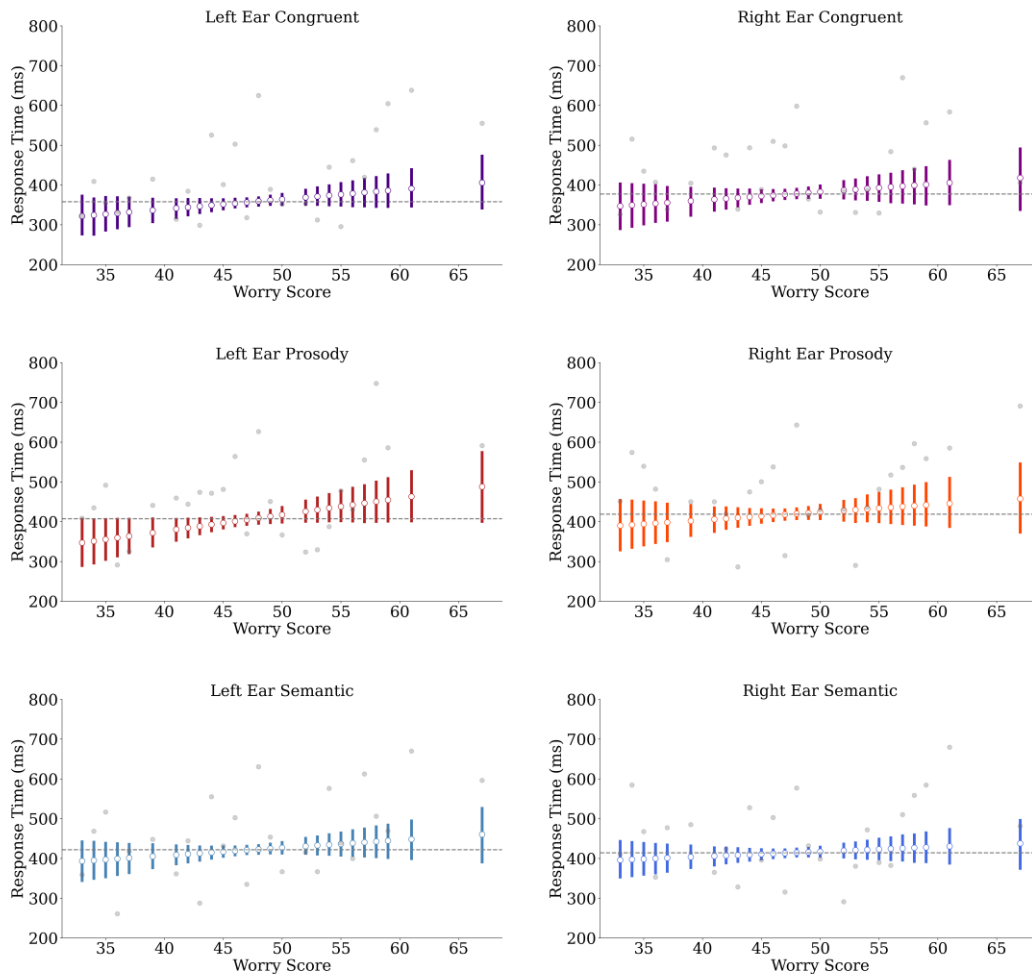 Left Ear Congruent
800
700
600
500
400
300
200
Response Time (ms)
35 40 45 50 55 60 65
Worry Score
Right Ear Congruent
800
700
600
500
400
300
200
Response Time (ms)
35 40 45 50 55 60 65
Worry Score
Left Ear Prosody
800
700
600
500
400
300
200
Response Time (ms)
35 40 45 50 55 60 65
Worry Score
Right Ear Prosody
800
700
600
500
400
300
200
Response Time (ms)
35 40 45 50 55 60 65
Worry Score
Left Ear Semantic
800
700
600
500
400
300
200
Response Time (ms)
35 40 45 50 55 60 65
Worry Score
Right Ear Semantic
800
700
600
500
400
300
200
Response Time (ms)
35 40 45 50 55 60 65
Worry Score